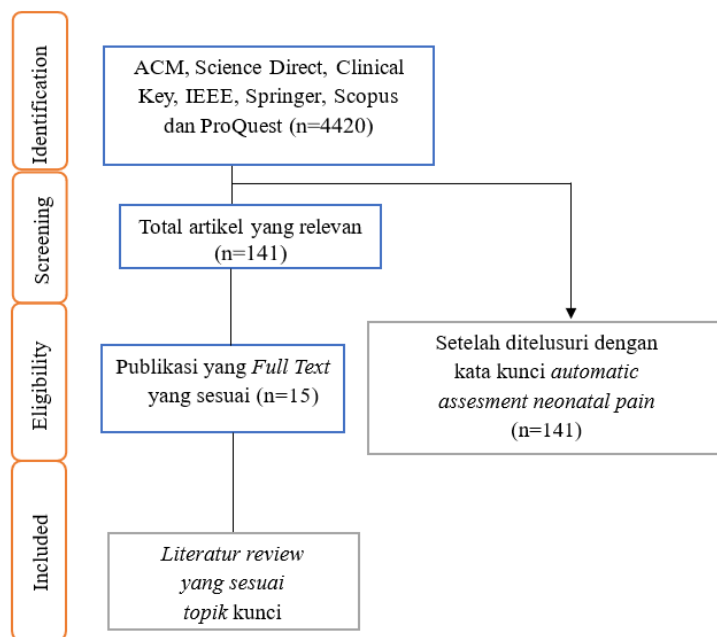 Identification
ACM, Science Direct, Clinical
Key, IEEE, Springer, Scopus
dan ProQuest (n=4420)
Screening
Total artikel yang relevan
(n=141)
Eligibility
Publikasi yang Full Text
yang sesuai (n=15)
Setelah ditelusuri dengan
kata kunci automatic
assesment neonatal pain
(n=141)
Included
Literatur review
yang sesuai
topik kunci